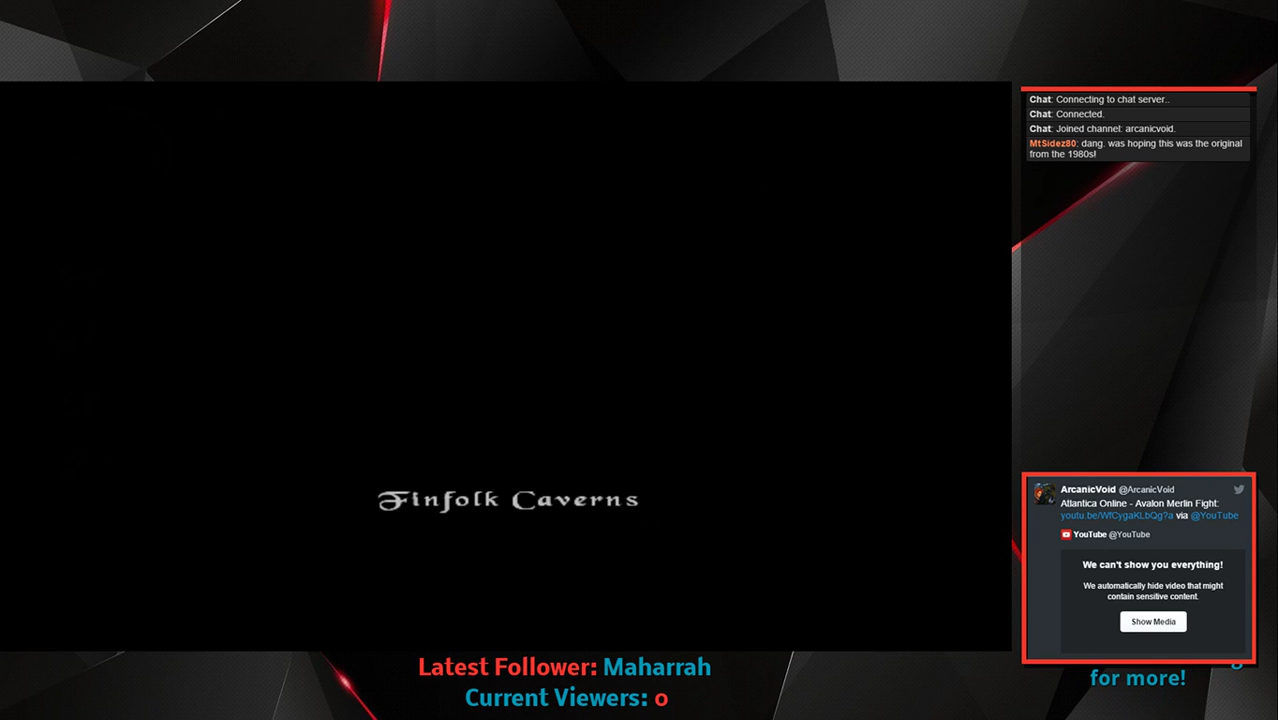 Chat: Connecting to chat server..
Chat: Connected.
Chat: Joined channel: arcanicvoid.
MtSidez80: dang. was hoping this was the original
from the 1980s!
Finfolk Caverns
ArcanicVoid @ArcanicVoid
Atlantica Online - Avalon Merlin Fight:
youtu.be/WfCygaKLbQg?a via @YouTube
YouTube @YouTube
We can't show you everything!
We automatically hide video that might
contain sensitive content.
Show Media
Latest Follower: Maharrah
Current Viewers: 0
for more!